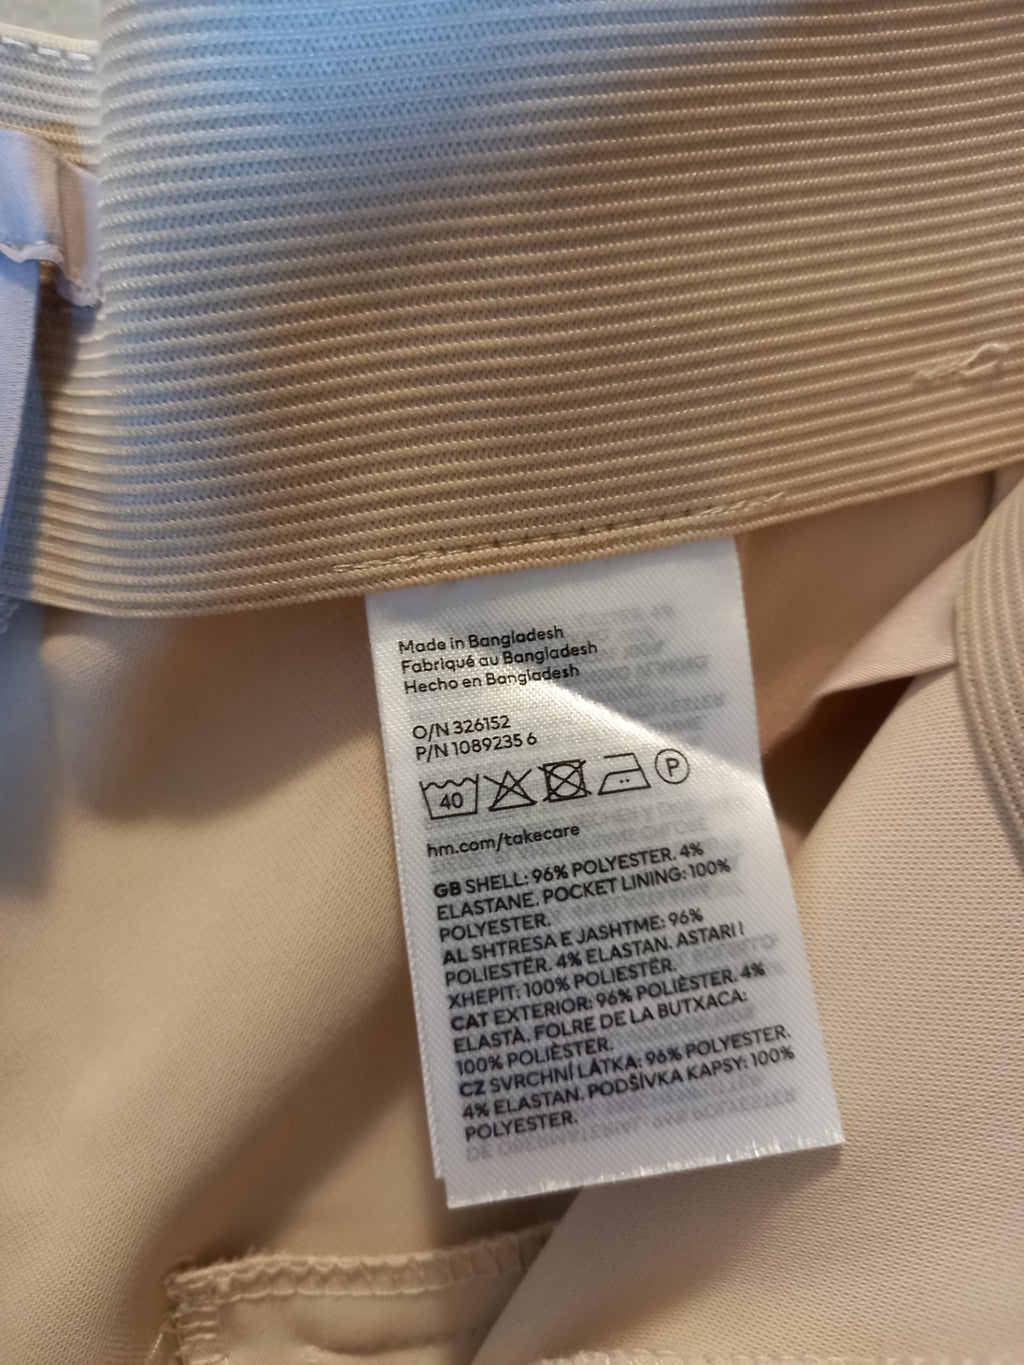 Made in Bangladesh
Fabriqué au Bangladesh
Hecho en Bangladesh
O/N 326152
P/N 1089235 6
40 P
hm.com/takecare
GB SHELL: 96% POLYESTER. 4%
ELASTANE. POCKET LINING: 100%
POLYESTER.
AL SHTRESA E JASHTME: 96%
POLIESTËR. 4% ELASTAN. ASTARI I
XHEPIT: 100% POLIESTËR.
CAT EXTERIOR: 96% POLIÈSTER. 4%
ELASTÀ. FOLRE DE LA BUTXACA:
100% POLIÈSTER.
CZ SVRCHNÍ LÁTKA: 96% POLYESTER.
4% ELASTAN. PODŠÍVKA KAPSY: 100%
POLYESTER.